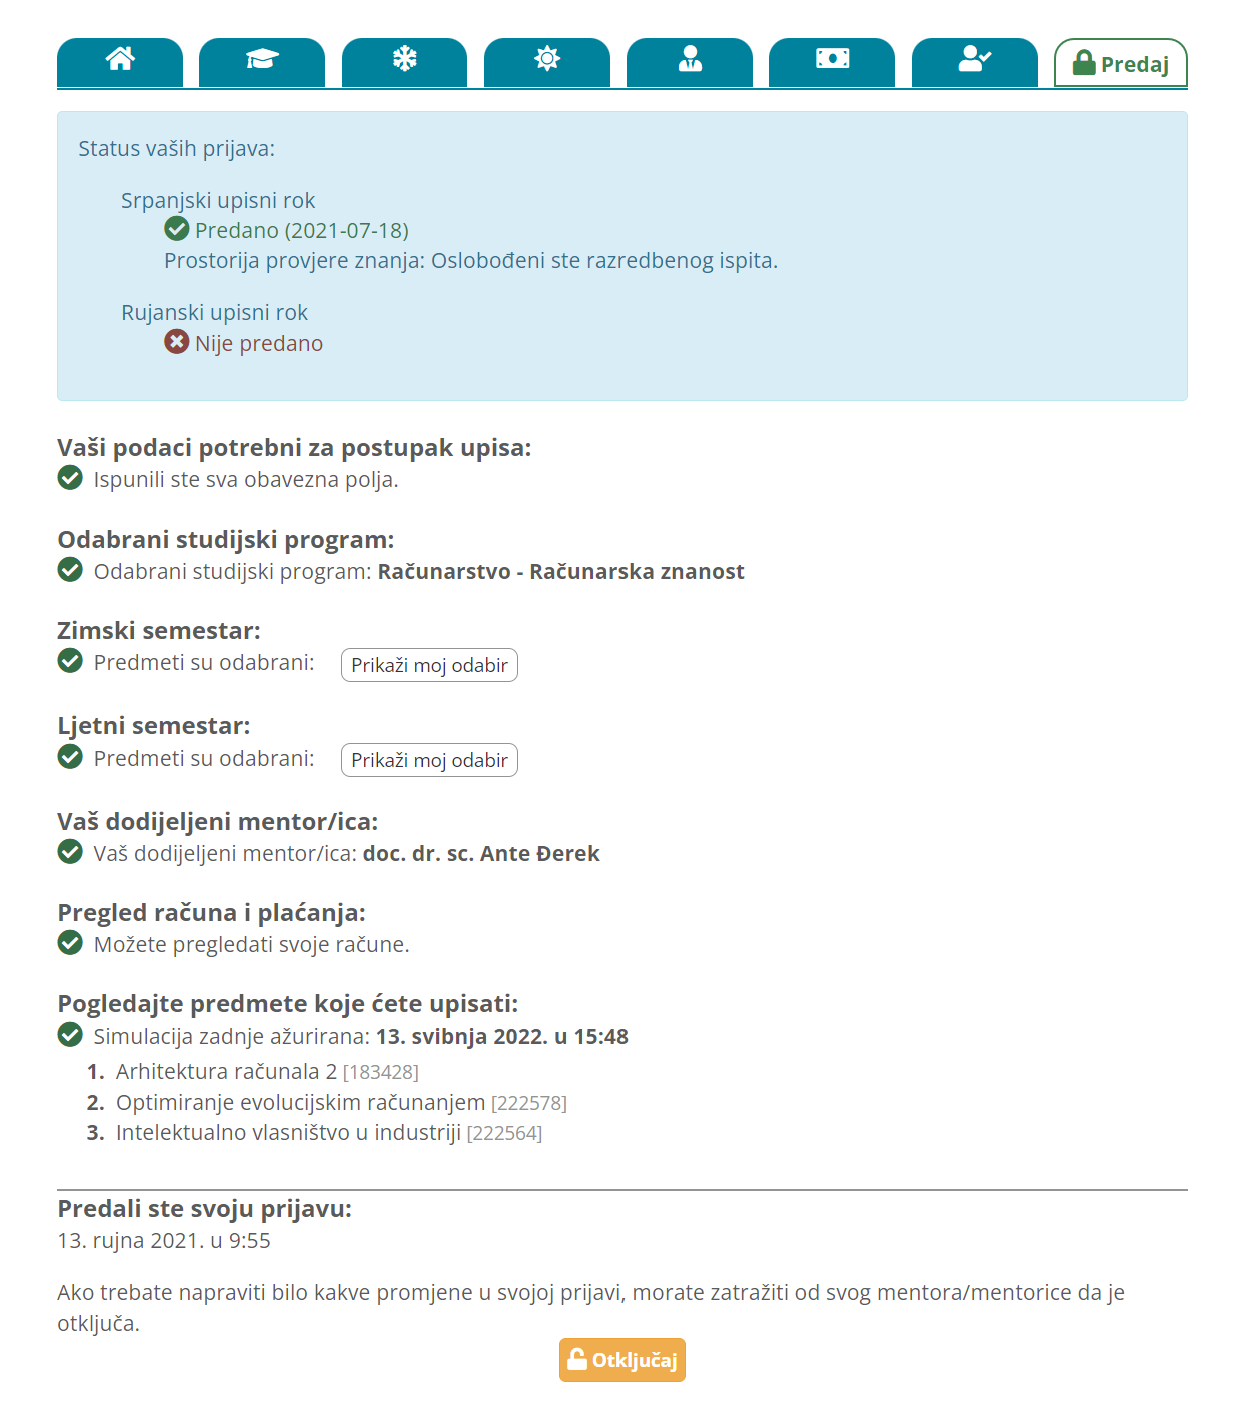 Predaj
Status vaših prijava:
Srpanjski upisni rok
Predano (2021-07-18)
Prostorija provjere znanja: Oslobođeni ste razredbenog ispita.
Rujanski upisni rok
Nije predano
Vaši podaci potrebni za postupak upisa:
Ispunili ste sva obavezna polja.
Odabrani studijski program:
Odabrani studijski program: Računarstvo - Računarska znanost
Zimski semestar:
Predmeti su odabrani: Prikaži moj odabir
Ljetni semestar:
Predmeti su odabrani: Prikaži moj odabir
Vaš dodijeljeni mentor/ica:
Vaš dodijeljeni mentor/ica: doc. dr. sc. Ante Đerek
Pregled računa i plaćanja:
Možete pregledati svoje račune.
Pogledajte predmete koje ćete upisati:
Simulacija zadnje ažurirana: 13. svibnja 2022. u 15:48
1. Arhitektura računala 2 [183428]
2. Optimiranje evolucijskim računanjem [222578]
3. Intelektualno vlasništvo u industriji [222564]
Predali ste svoju prijavu:
13. rujna 2021. u 9:55
Ako trebate napraviti bilo kakve promjene u svojoj prijavi, morate zatražiti od svog mentora/mentorice da je
otključa.
Otključaj